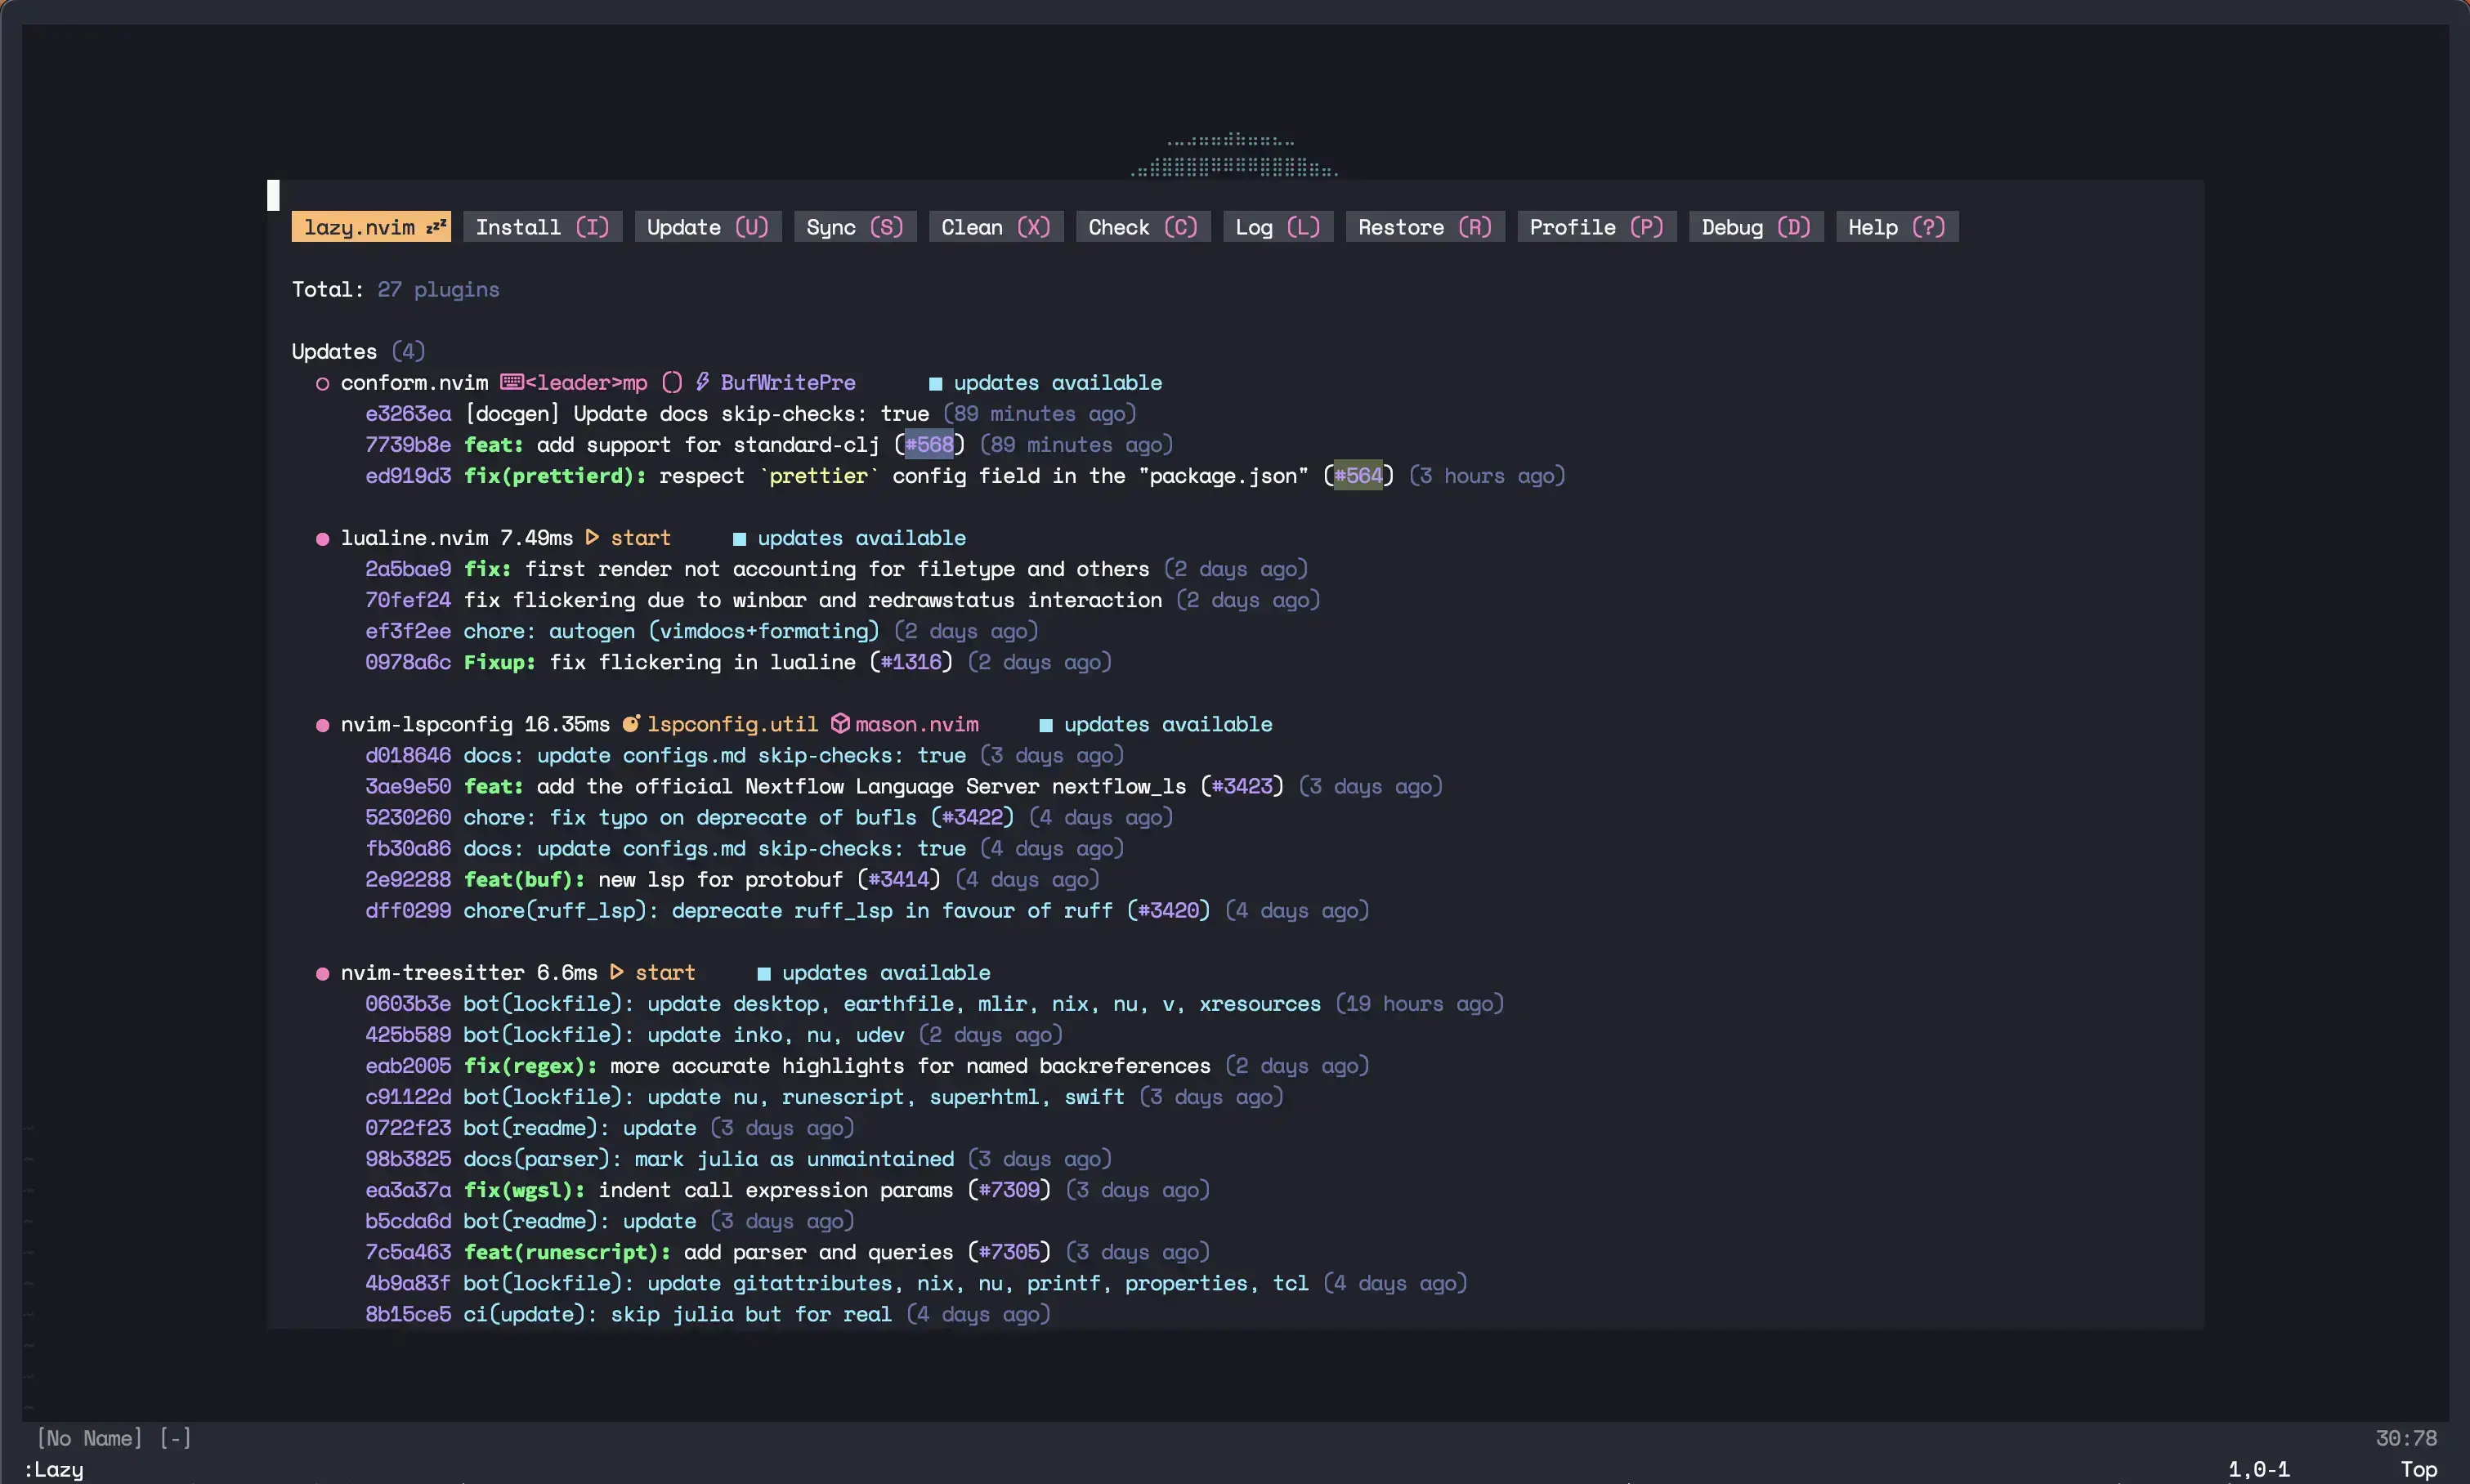 lazy.nvim zzz Install (I) Update (U) Sync (S) Clean (X) Check (C) Log (L) Restore (R) Profile (P) Debug (D) Help (?)
Total: 27 plugins
Updates (4)
○ conform.nvim <leader>mp () BufWritePre ■ updates available
e3263ea [docgen] Update docs skip-checks: true (89 minutes ago)
7739b8e feat: add support for standard-clj (#568) (89 minutes ago)
ed919d3 fix(prettierd): respect `prettier` config field in the "package.json" (#564) (3 hours ago)
● lualine.nvim 7.49ms start ■ updates available
2a5bae9 fix: first render not accounting for filetype and others (2 days ago)
70fef24 fix flickering due to winbar and redrawstatus interaction (2 days ago)
ef3f2ee chore: autogen (vimdocs+formating) (2 days ago)
0978a6c Fixup: fix flickering in lualine (#1316) (2 days ago)
● nvim-lspconfig 16.35ms lspconfig.util mason.nvim ■ updates available
d018646 docs: update configs.md skip-checks: true (3 days ago)
3ae9e50 feat: add the official Nextflow Language Server nextflow_ls (#3423) (3 days ago)
5230260 chore: fix typo on deprecate of bufls (#3422) (4 days ago)
fb30a86 docs: update configs.md skip-checks: true (4 days ago)
2e92288 feat(buf): new lsp for protobuf (#3414) (4 days ago)
dff0299 chore(ruff_lsp): deprecate ruff_lsp in favour of ruff (#3420) (4 days ago)
● nvim-treesitter 6.6ms start ■ updates available
0603b3e bot(lockfile): update desktop, earthfile, mlir, nix, nu, v, xresources (19 hours ago)
425b589 bot(lockfile): update inko, nu, udev (2 days ago)
eab2005 fix(regex): more accurate highlights for named backreferences (2 days ago)
c91122d bot(lockfile): update nu, runescript, superhtml, swift (3 days ago)
0722f23 bot(readme): update (3 days ago)
98b3825 docs(parser): mark julia as unmaintained (3 days ago)
ea3a37a fix(wgsl): indent call expression params (#7309) (3 days ago)
b5cda6d bot(readme): update (3 days ago)
7c5a463 feat(runescript): add parser and queries (#7305) (3 days ago)
4b9a83f bot(lockfile): update gitattributes, nix, nu, printf, properties, tcl (4 days ago)
8b15ce5 ci(update): skip julia but for real (4 days ago)
[No Name] [-] 30:78
:Lazy 1,0-1 Top